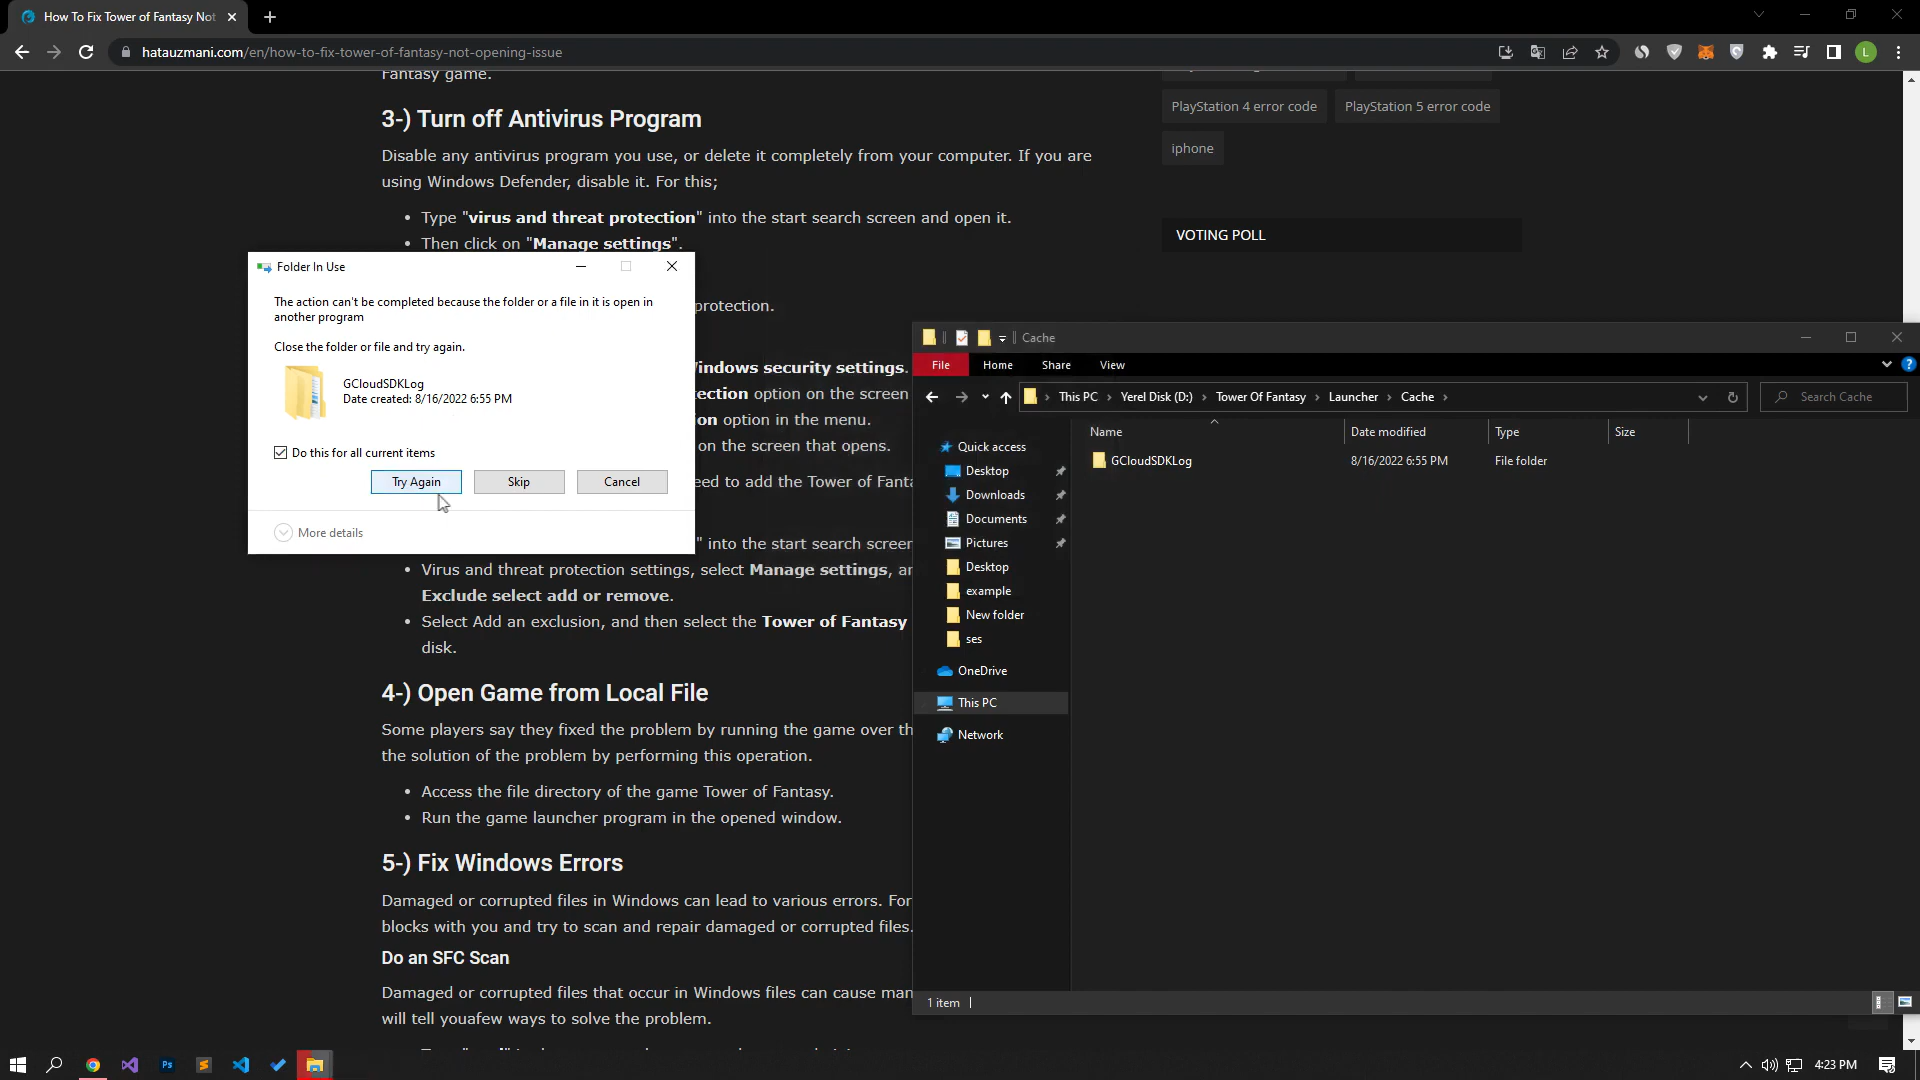 How To Fix Tower of Fantasy Not
hatauzmani.com/en/how-to-fix-tower-of-fantasy-not-opening-issue
L
Fantasy game.
3-) Turn off Antivirus Program
Disable any antivirus program you use, or delete it completely from your computer. If you are
using Windows Defender, disable it. For this;
• Type "virus and threat protection" into the start search screen and open it.
• Then click on "Manage settings".
protection.
Windows security settings.
ection option on the screen
on option in the menu.
on the screen that opens.
eed to add the Tower of Fanta
" into the start search screen
• Virus and threat protection settings, select Manage settings, an
Exclude select add or remove.
• Select Add an exclusion, and then select the Tower of Fantasy
disk.
4-) Open Game from Local File
Some players say they fixed the problem by running the game over th
the solution of the problem by performing this operation.
• Access the file directory of the game Tower of Fantasy.
• Run the game launcher program in the opened window.
5-) Fix Windows Errors
Damaged or corrupted files in Windows can lead to various errors. For
blocks with you and try to scan and repair damaged or corrupted files.
Do an SFC Scan
Damaged or corrupted files that occur in Windows files can cause man
will tell youafew ways to solve the problem.
PlayStation 4 error code
PlayStation 5 error code
iphone
VOTING POLL
Folder In Use
The action can't be completed because the folder or a file in it is open in
another program
Close the folder or file and try again.
GCloudSDKLog
Date created: 8/16/2022 6:55 PM
Do this for all current items
Try Again
Skip
Cancel
More details
Cache
File
Home
Share
View
This PC > Yerel Disk (D:) > Tower Of Fantasy > Launcher > Cache >
Search Cache
Name
Date modified
Type
Size
GCloudSDKLog
8/16/2022 6:55 PM
File folder
Quick access
Desktop
Downloads
Documents
Pictures
Desktop
example
New folder
ses
OneDrive
This PC
Network
1 item
Ps
4:23 PM